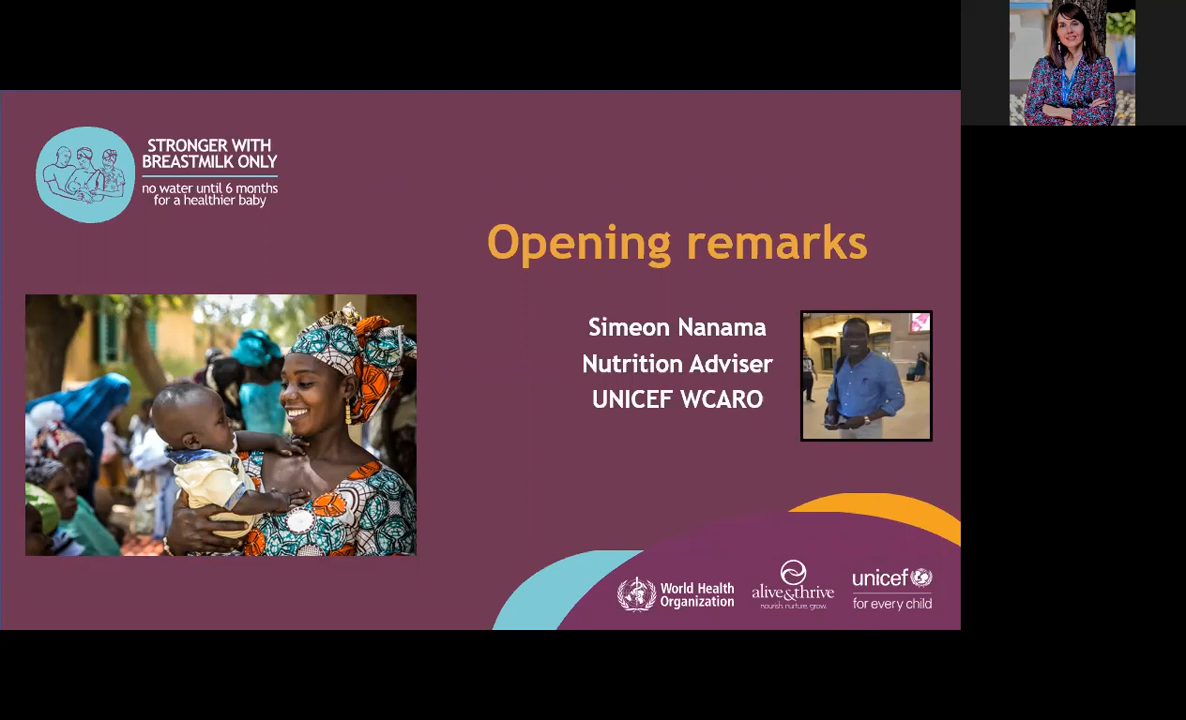 STRONGER WITH
BREASTMILK ONLY
no water until 6 months
for a healthier baby
Opening remarks
Simeon Nanama
Nutrition Adviser
UNICEF WCARO
World Health
Organization
alive&thrive
nourish. nurture. grow.
unicef
for every child